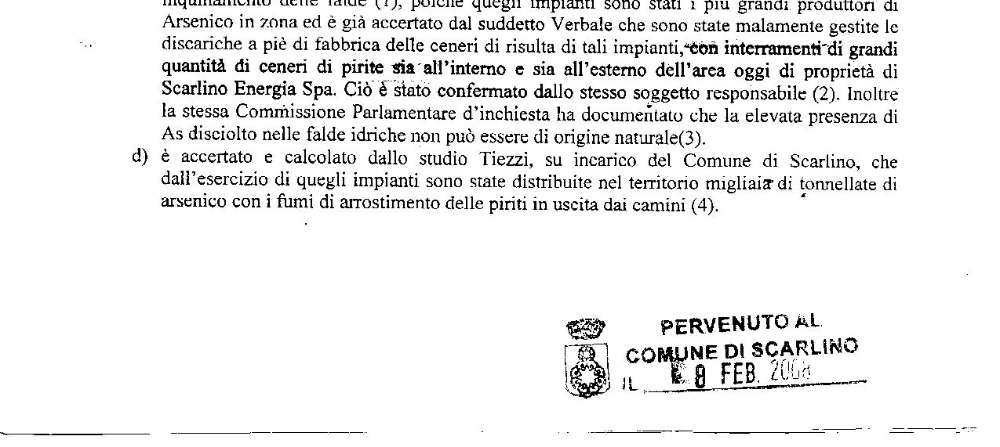 inquinamento delle falde (1), poiché quegli impianti sono stati i più grandi produttori di
Arsenico in zona ed è già accertato dal suddetto Verbale che sono state malamente gestite le
discariche a piè di fabbrica delle ceneri di risulta di tali impianti, con interramenti di grandi
quantità di ceneri di pirite sia all'interno e sia all'esterno dell'area oggi di proprietà di
Scarlino Energia Spa. Ciò è stato confermato dallo stesso soggetto responsabile (2). Inoltre
la stessa Commissione Parlamentare d'inchiesta ha documentato che la elevata presenza di
As disciolto nelle falde idriche non può essere di origine naturale(3).
d) è accertato e calcolato dallo studio Tiezzi, su incarico del Comune di Scarlino, che
dall'esercizio di quegli impianti sono state distribuite nel territorio migliaia di tonnellate di
arsenico con i fumi di arrostimento delle piriti in uscita dai camini (4).
PERVENUTO AL
COMUNE DI SCARLINO
IL 8 FEB. 2008